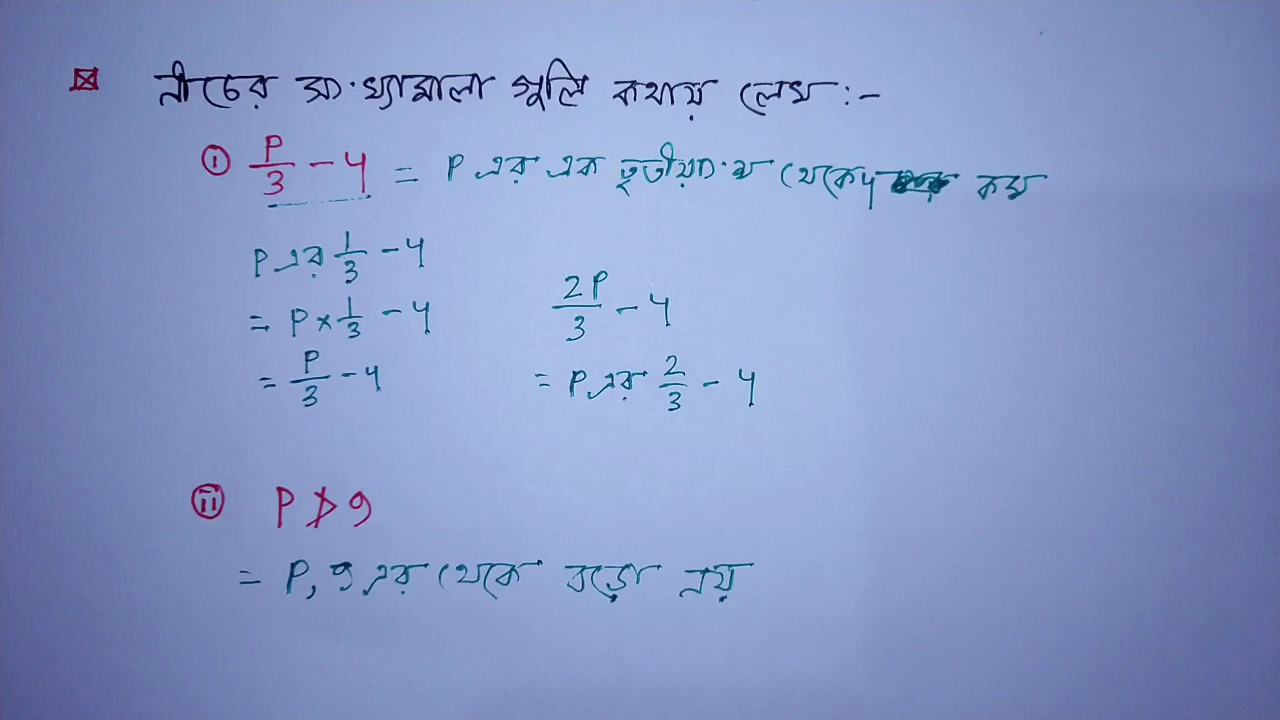 নীচের সংখ্যামালা গুলি কথায় লেখ :-
(i) P/3 - 4 = P এর এক তৃতীয়াংশ থেকে 4 কম
P এর 1/3 - 4
= P × 1/3 - 4
2P/3 - 4
= P/3 - 4
= P এর 2/3 - 4
(ii) P ≯ 9
= P, 9 এর থেকে বড়ো নয়